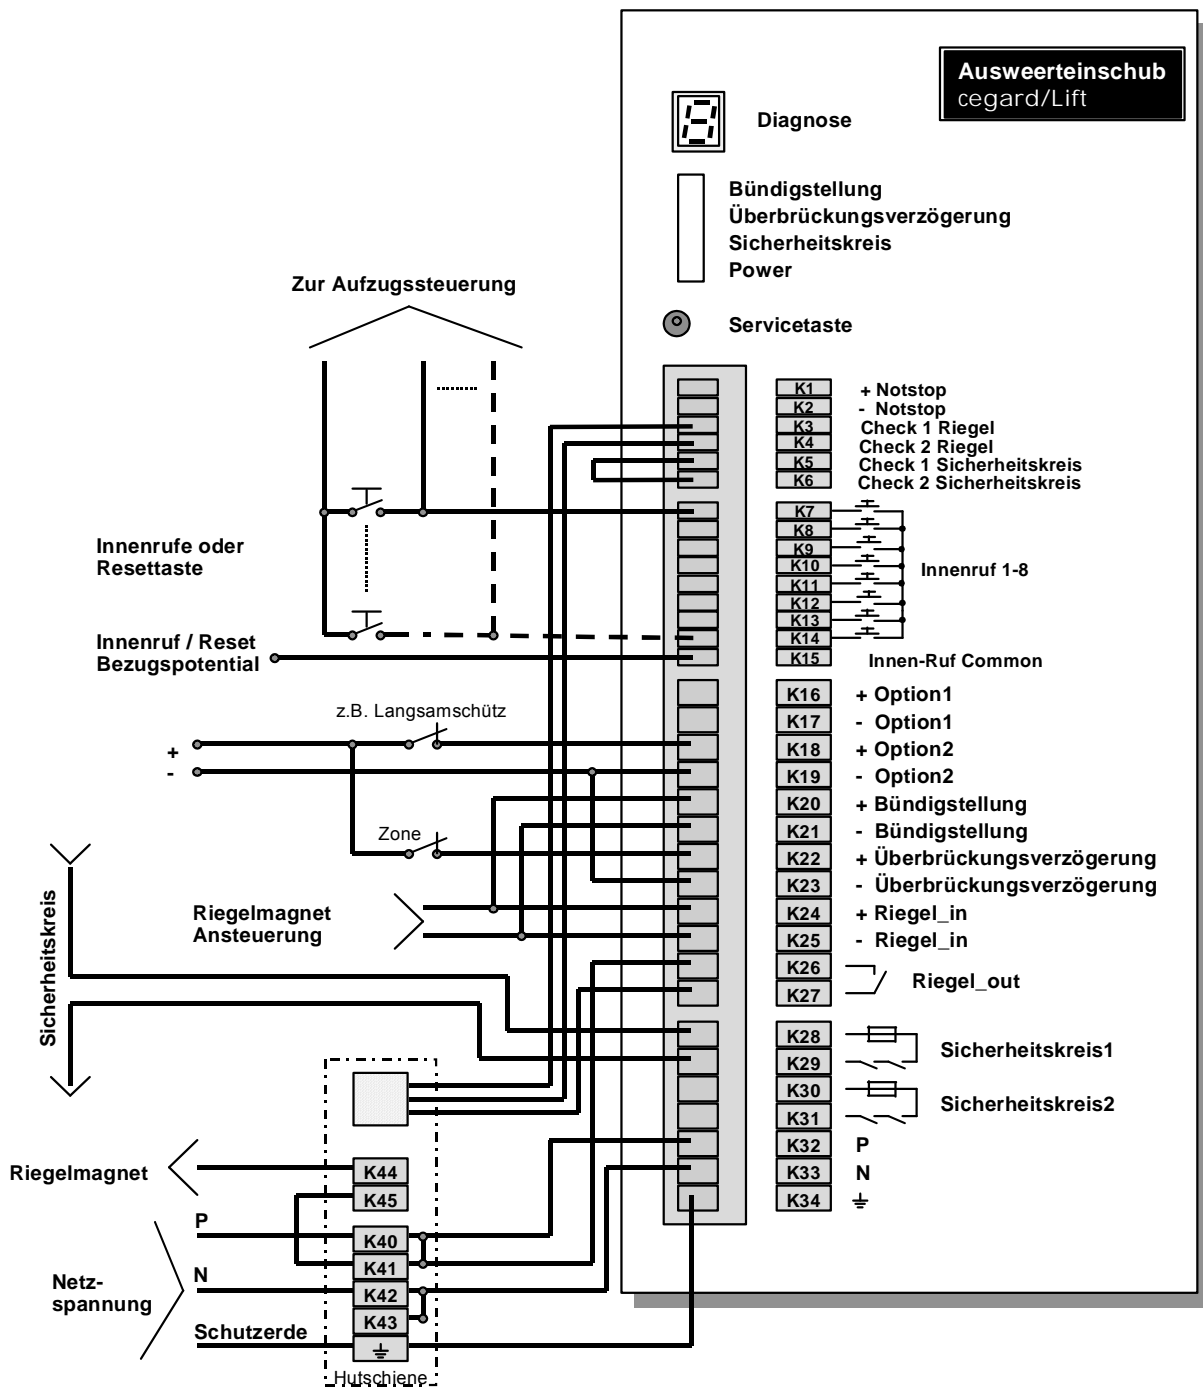 Ausweerteinschub
cegard/Lift
Diagnose
Bündigstellung
Überbrückungsverzögerung
Sicherheitskreis
Power
Servicetaste
Zur Aufzugssteuerung
K1 + Notstop
K2 - Notstop
K3 Check 1 Riegel
K4 Check 2 Riegel
K5 Check 1 Sicherheitskreis
K6 Check 2 Sicherheitskreis
K7
K8
K9
K10
K11
K12
K13
K14
Innenruf 1-8
K15 Innen-Ruf Common
Innenrufe oder
Resettaste
Innenruf / Reset
Bezugspotential
K16 + Option1
K17 - Option1
K18 + Option2
K19 - Option2
K20 + Bündigstellung
K21 - Bündigstellung
K22 + Überbrückungsverzögerung
K23 - Überbrückungsverzögerung
K24 + Riegel_in
K25 - Riegel_in
K26
K27
Riegel_out
z.B. Langsamschütz
+
-
Zone
Riegelmagnet
Ansteuerung
Sicherheitskreis
K28
K29
Sicherheitskreis1
K30
K31
Sicherheitskreis2
K32 P
K33 N
K34
Riegelmagnet
K44
K45
P
K40
K41
N
K42
K43
Netz-
spannung
Schutzerde
Hutschiene